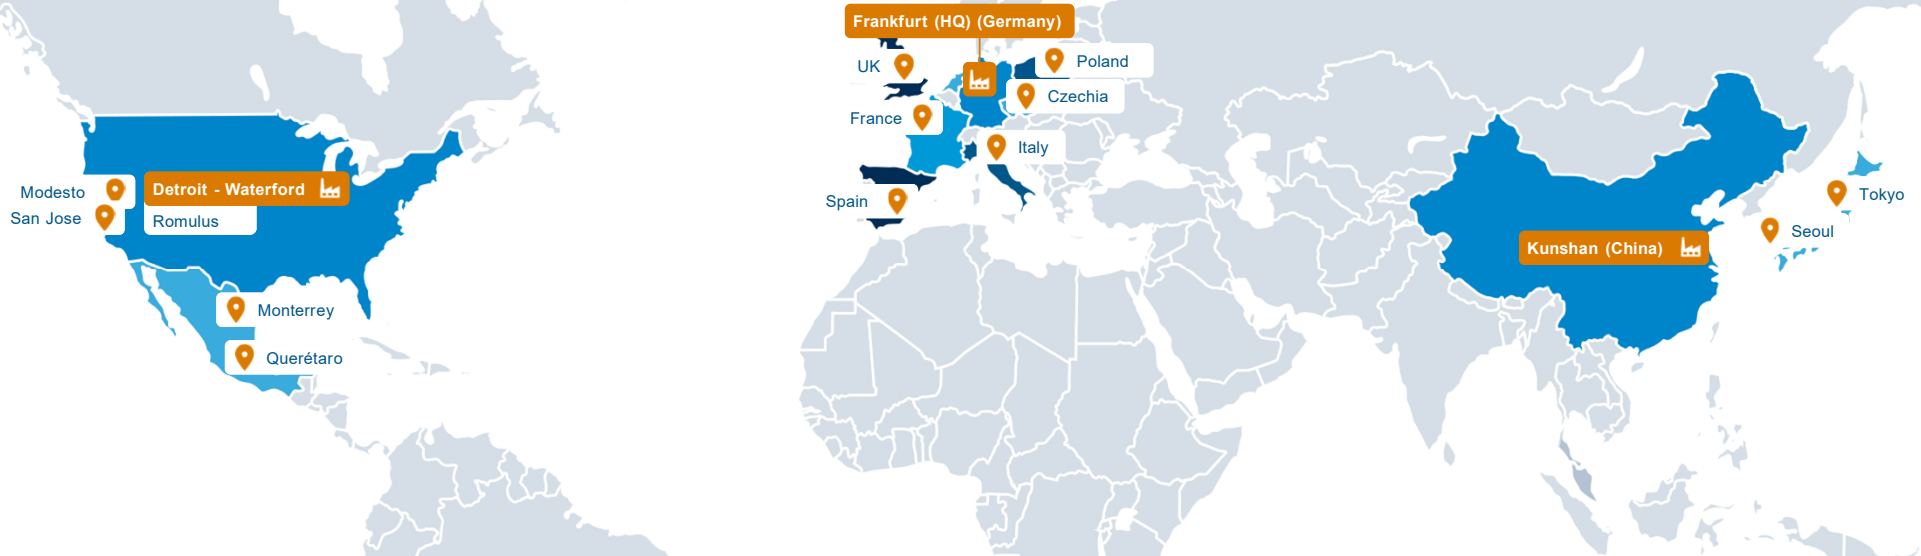 Frankfurt (HQ) (Germany)
UK
Poland
Czechia
France
Italy
Spain
Modesto
San Jose
Detroit - Waterford
Romulus
Monterrey
Querétaro
Kunshan (China)
Tokyo
Seoul